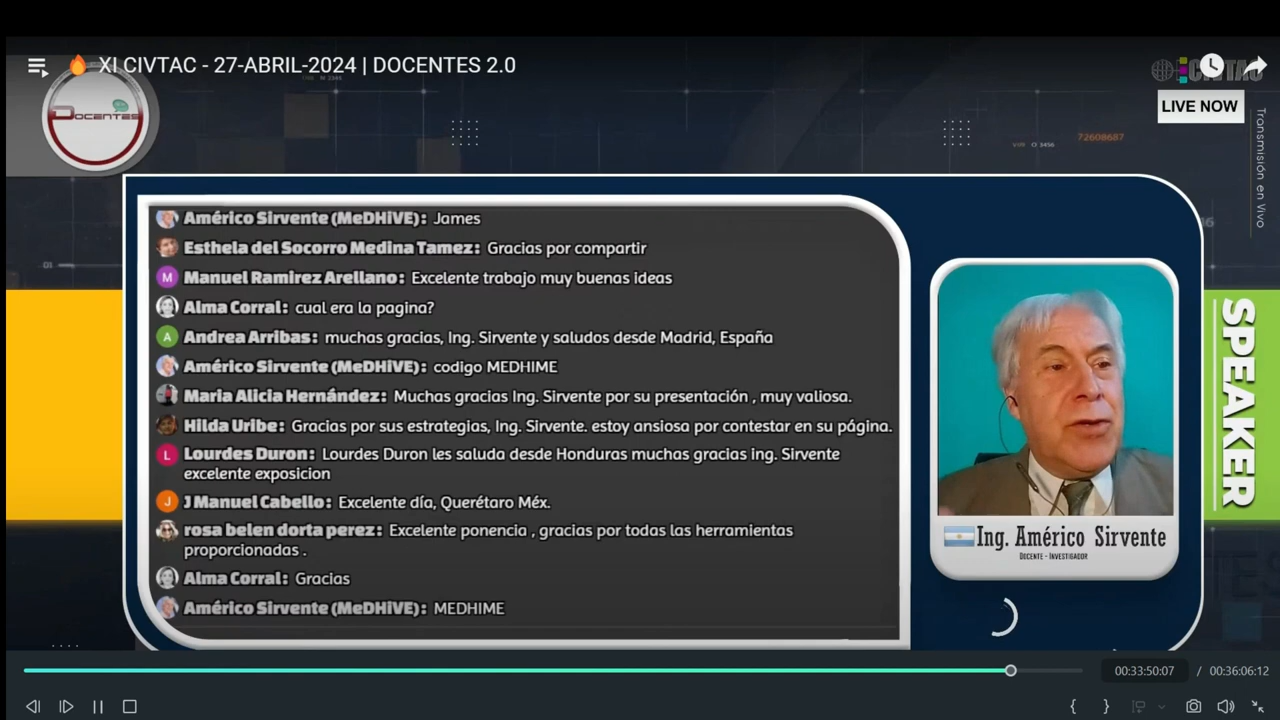 🔥 XI CIVTAC - 27-ABRIL-2024 | DOCENTES 2.0
DOCENTES
CIVTAC
LIVE NOW
Transmisión en Vivo
72608687
Américo Sirvente (MeDHiVE): James
Esthela del Socorro Medina Tamez: Gracias por compartir
M Manuel Ramirez Arellano: Excelente trabajo muy buenas ideas
Alma Corral: cual era la pagina?
A Andrea Arribas: muchas gracias, Ing. Sirvente y saludos desde Madrid, España
Américo Sirvente (MeDHiVE): codigo MEDHIME
Maria Alicia Hernández: Muchas gracias Ing. Sirvente por su presentación , muy valiosa.
Hilda Uribe: Gracias por sus estrategias, Ing. Sirvente. estoy ansiosa por contestar en su página.
L Lourdes Duron: Lourdes Duron les saluda desde Honduras muchas gracias ing. Sirvente
excelente exposicion
J J Manuel Cabello: Excelente día, Querétaro Méx.
rosa belen dorta perez: Excelente ponencia , gracias por todas las herramientas
proporcionadas .
Alma Corral: Gracias
Américo Sirvente (MeDHiVE): MEDHIME
SPEAKER
Ing. Américo Sirvente
DOCENTE - INVESTIGADOR
01
00:33:50:07 / 00:36:06:12
{ }